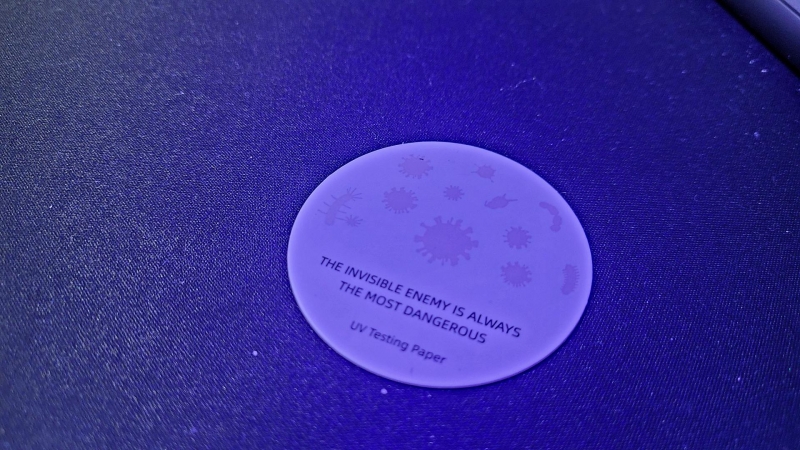 THE INVISIBLE ENEMY IS ALWAYS
THE MOST DANGEROUS
UV Testing Paper